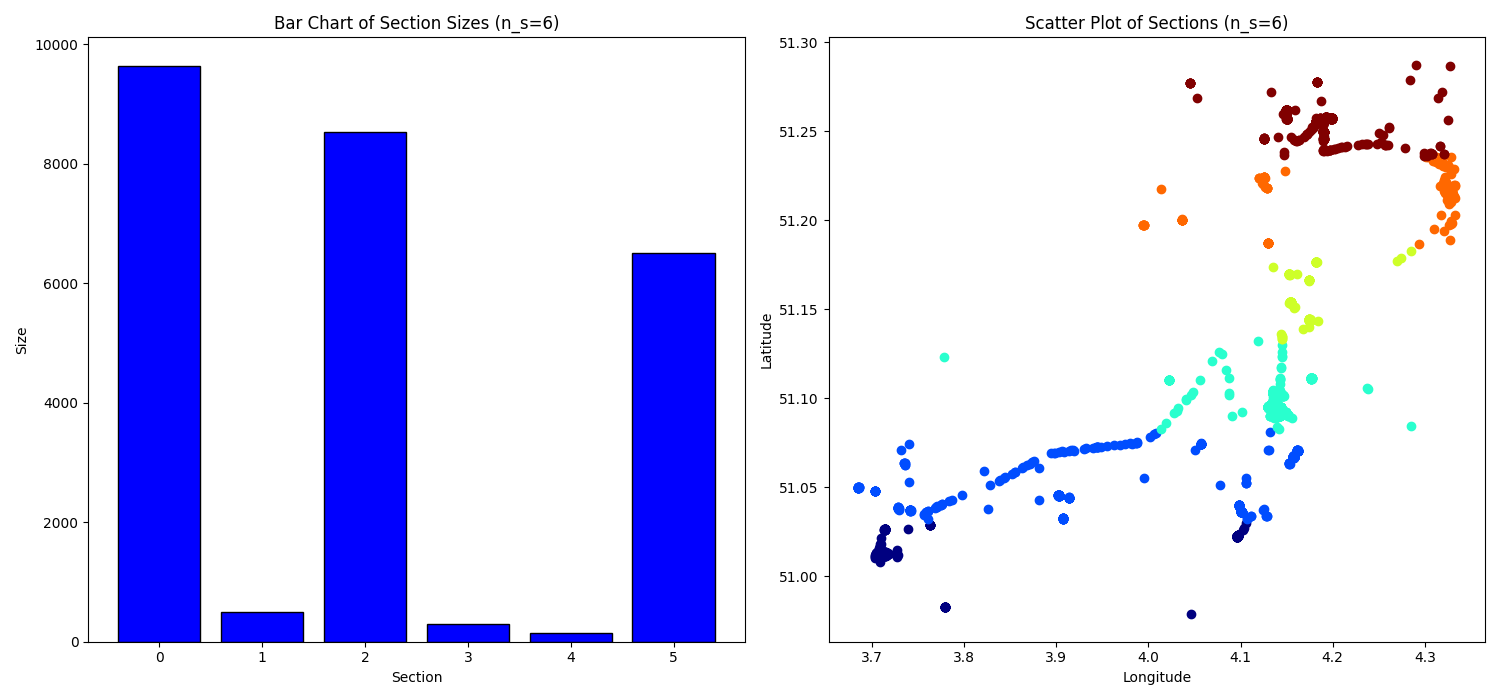 Bar Chart of Section Sizes (n_s=6)
10000
8000
6000
4000
2000
0
Size
0 1 2 3 4 5
Section
Scatter Plot of Sections (n_s=6)
51.30
51.25
51.20
51.15
51.10
51.05
51.00
Latitude
3.7 3.8 3.9 4.0 4.1 4.2 4.3
Longitude